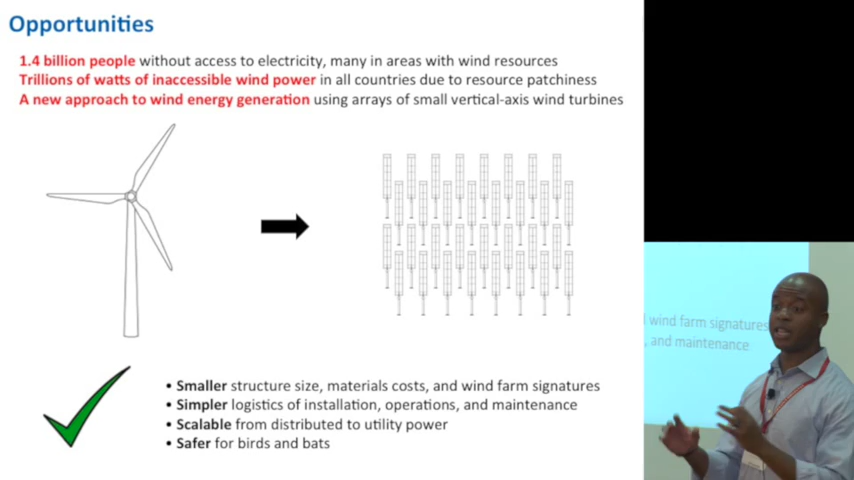 Opportunities
1.4 billion people without access to electricity, many in areas with wind resources
Trillions of watts of inaccessible wind power in all countries due to resource patchiness
A new approach to wind energy generation using arrays of small vertical-axis wind turbines
• Smaller structure size, materials costs, and wind farm signatures
• Simpler logistics of installation, operations, and maintenance
• Scalable from distributed to utility power
• Safer for birds and bats
wind farm signatures
, and maintenance